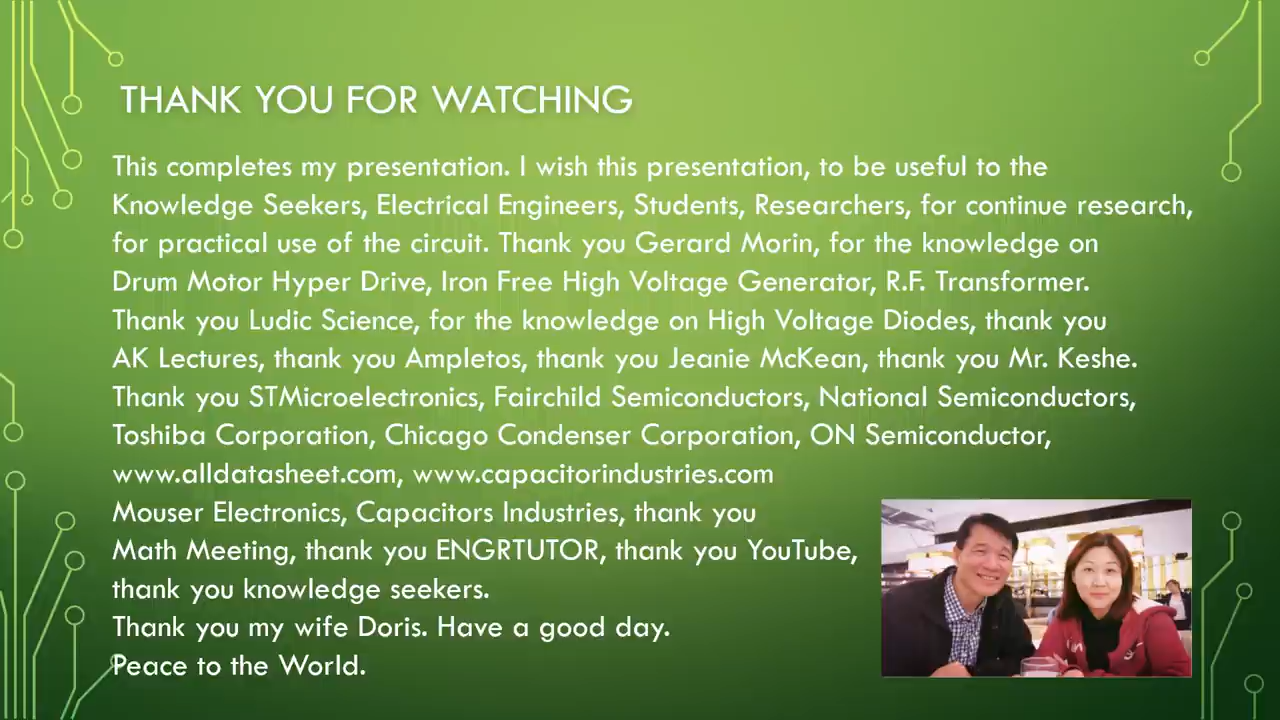 THANK YOU FOR WATCHING
This completes my presentation. I wish this presentation, to be useful to the
Knowledge Seekers, Electrical Engineers, Students, Researchers, for continue research,
for practical use of the circuit. Thank you Gerard Morin, for the knowledge on
Drum Motor Hyper Drive, Iron Free High Voltage Generator, R.F. Transformer.
Thank you Ludic Science, for the knowledge on High Voltage Diodes, thank you
AK Lectures, thank you Ampletos, thank you Jeanie McKean, thank you Mr. Keshe.
Thank you STMicroelectronics, Fairchild Semiconductors, National Semiconductors,
Toshiba Corporation, Chicago Condenser Corporation, ON Semiconductor,
www.alldatasheet.com, www.capacitorindustries.com
Mouser Electronics, Capacitors Industries, thank you
Math Meeting, thank you ENGRTUTOR, thank you YouTube,
thank you knowledge seekers.
Thank you my wife Doris. Have a good day.
Peace to the World.